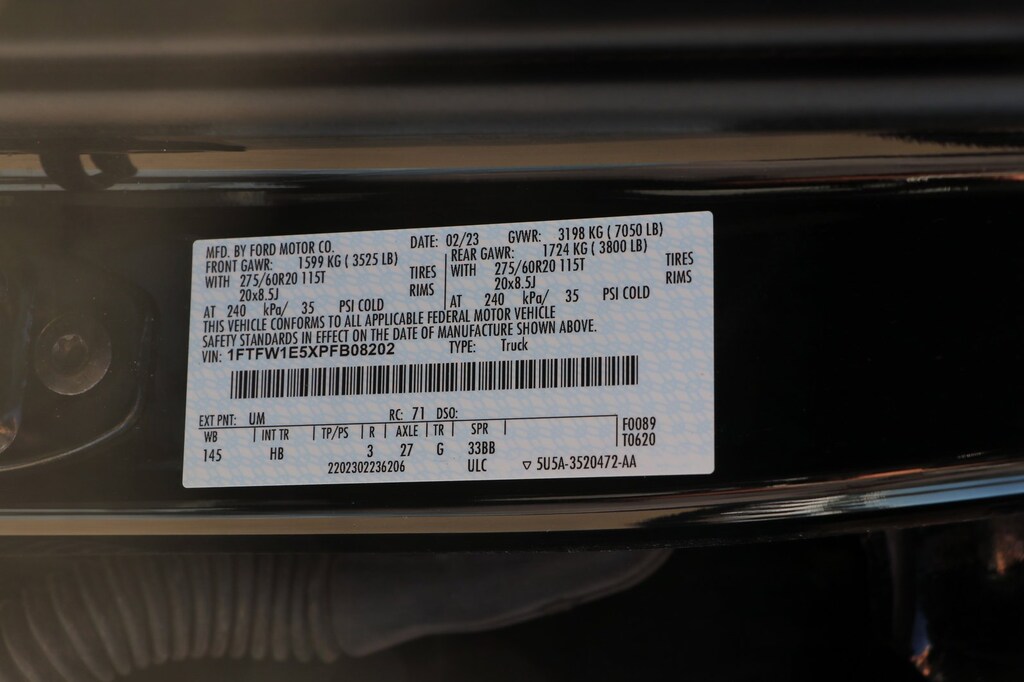 MFD. BY FORD MOTOR CO. DATE: 02/23 GVWR: 3198 KG ( 7050 LB)
FRONT GAWR: 1599 KG ( 3525 LB) REAR GAWR: 1724 KG ( 3800 LB)
WITH 275/60R20 115T TIRES WITH 275/60R20 115T TIRES
20x8.5J RIMS 20x8.5J RIMS
AT 240 kPa/ 35 PSI COLD AT 240 kPa/ 35 PSI COLD
THIS VEHICLE CONFORMS TO ALL APPLICABLE FEDERAL MOTOR VEHICLE
SAFETY STANDARDS IN EFFECT ON THE DATE OF MANUFACTURE SHOWN ABOVE.
VIN: 1FTFW1E5XPFB08202 TYPE: Truck
EXT PNT: UM RC: 71 DSO:
WB INT TR TP/PS R AXLE TR SPR F0089
145 HB 3 27 G 33BB T0620
2202302236206 ULC ▽ 5U5A-3520472-AA